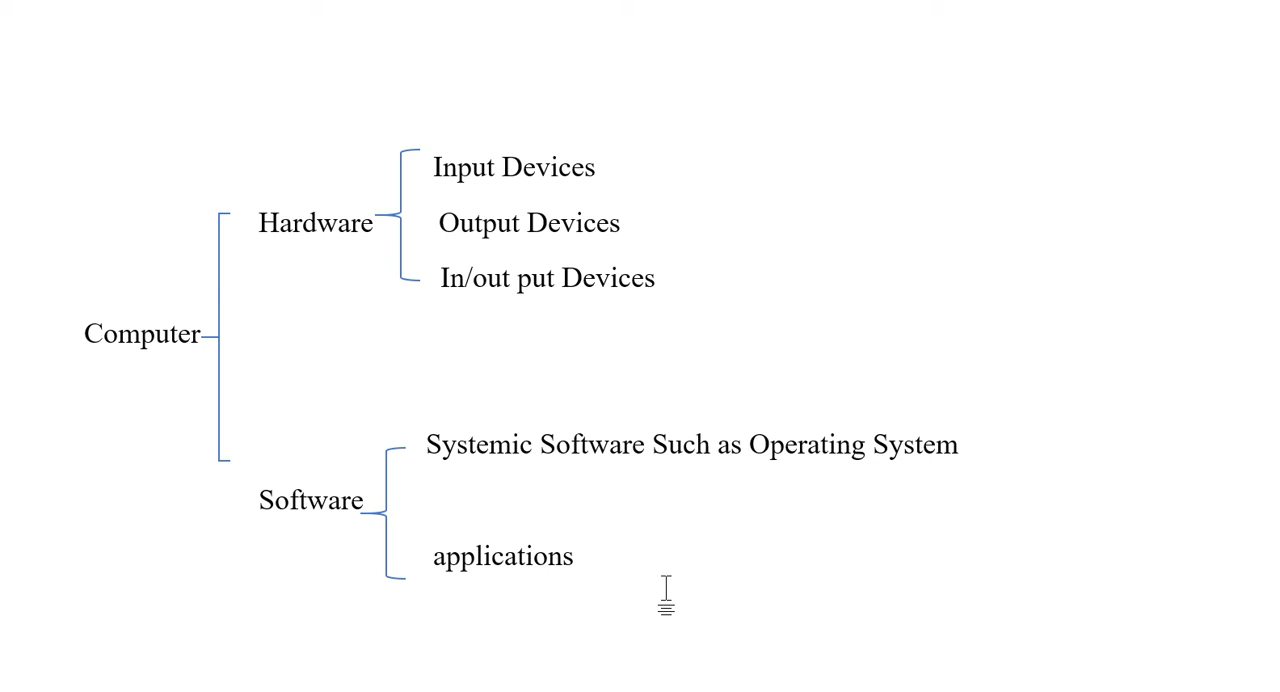 Input Devices
Hardware
Output Devices
In/out put Devices
Computer
Systemic Software Such as Operating System
Software
applications